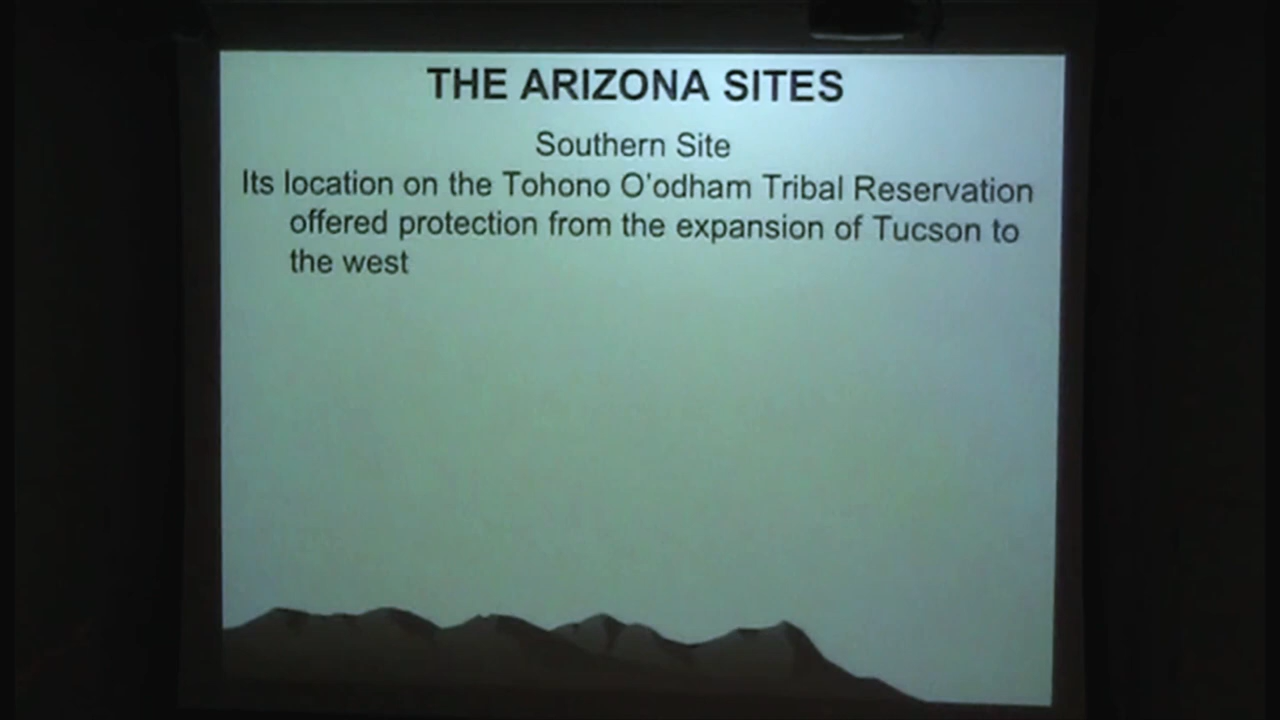 THE ARIZONA SITES
Southern Site
Its location on the Tohono O'odham Tribal Reservation
offered protection from the expansion of Tucson to
the west